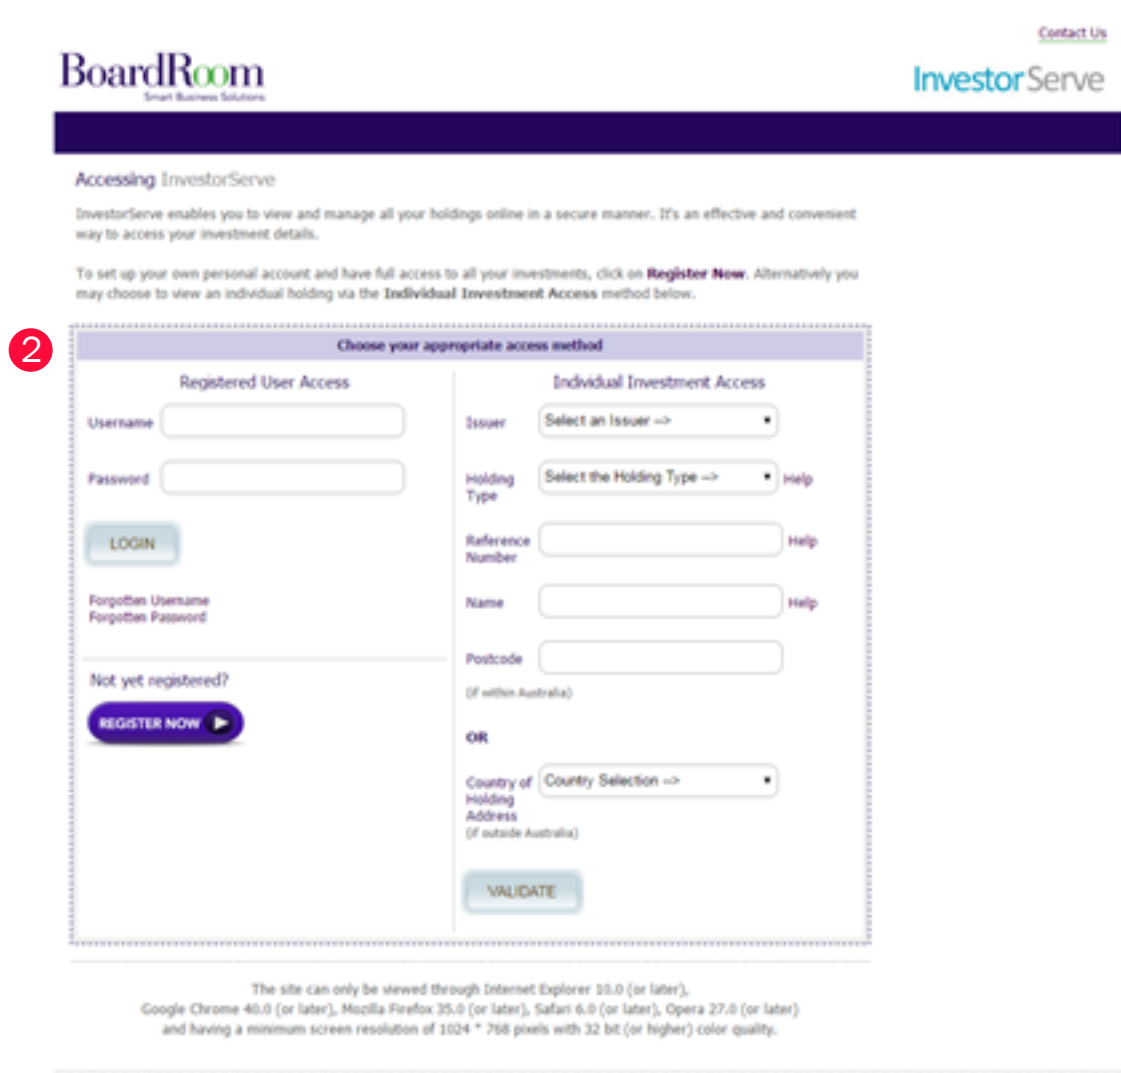 Contact Us
BoardRoom
Smart Business Solutions
InvestorServe
Accessing InvestorServe
InvestorServe enables you to view and manage all your holdings online in a secure manner. It's an effective and convenient
way to access your investment details.
To set up your own personal account and have full access to all your investments, click on Register Now. Alternatively you
may choose to view an individual holding via the Individual Investment Access method below.
2
Choose your appropriate access method
Registered User Access
Username
Password
LOGIN
Forgotten Username
Forgotten Password
Not yet registered?
REGISTER NOW
Individual Investment Access
Issuer Select an Issuer -->
Holding Select the Holding Type --> Help
Type
Reference Help
Number
Name Help
Postcode
(if within Australia)
OR
Country of Country Selection -->
Holding
Address
(if outside Australia)
VALIDATE
The site can only be viewed through Internet Explorer 10.0 (or later),
Google Chrome 40.0 (or later), Mozilla Firefox 35.0 (or later), Safari 6.0 (or later), Opera 27.0 (or later)
and having a minimum screen resolution of 1024 * 768 pixels with 32 bit (or higher) color quality.